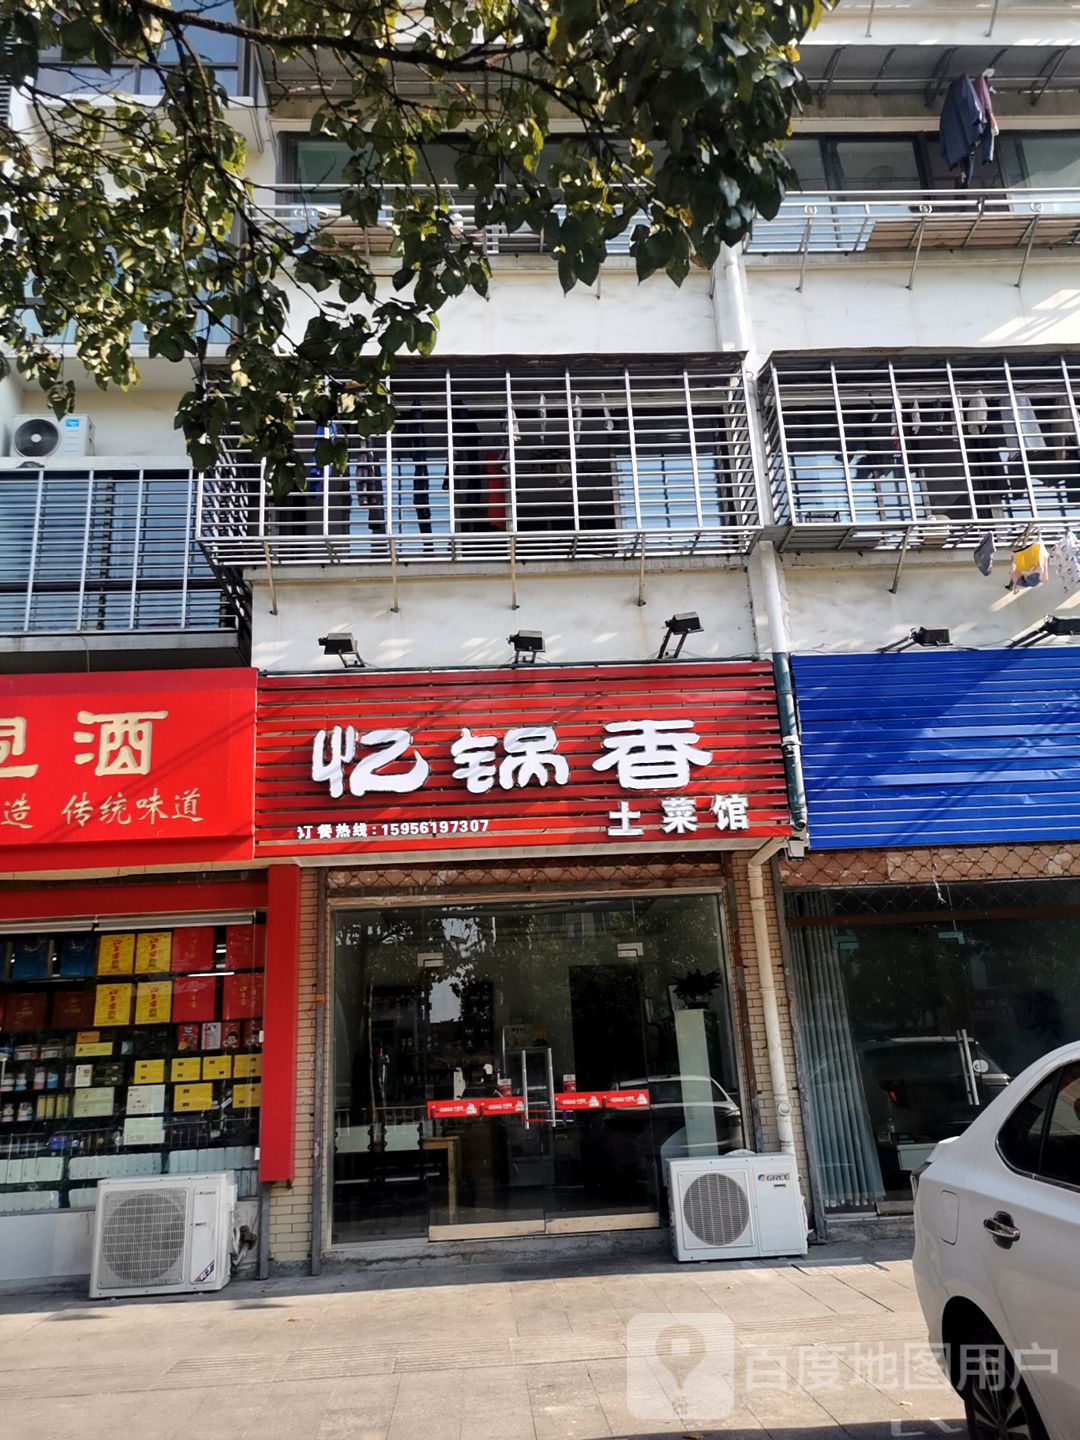 酒
造 传统味道
忆锅香
土菜馆
订餐热线:15956197307
GREE
百度地图用户